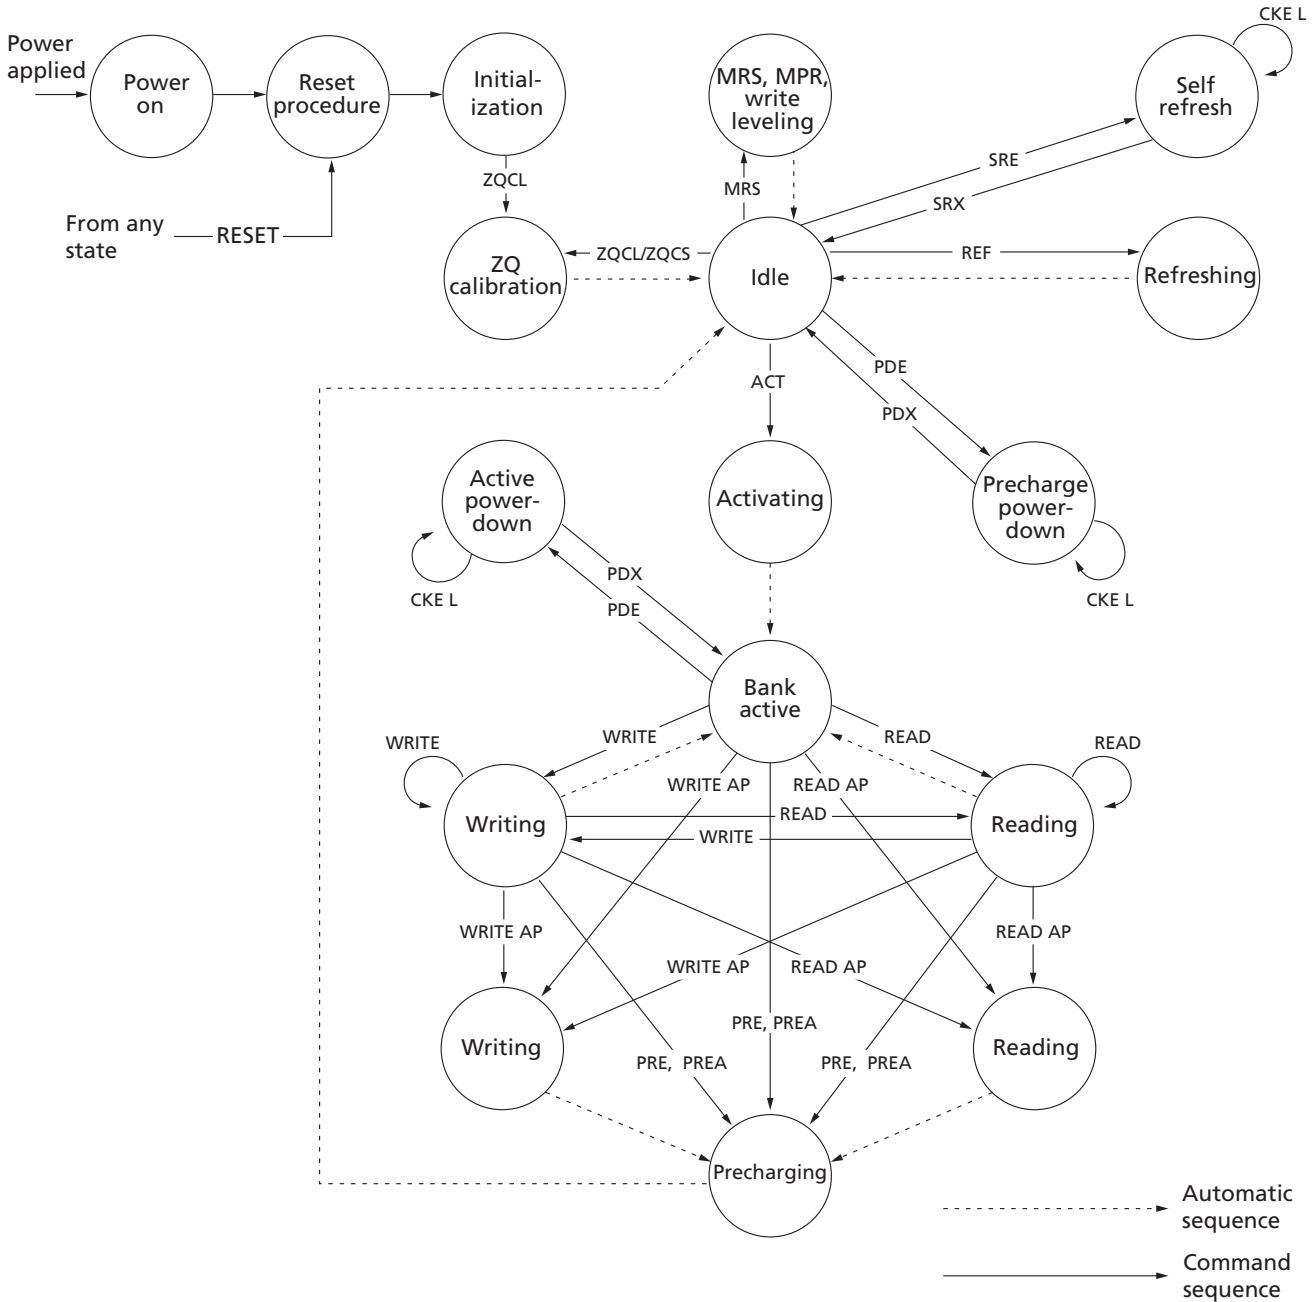 CKE L
Power
applied
Power
on
Reset
procedure
Initial-
ization
MRS, MPR,
write
leveling
Self
refresh
SRE
ZQCL
MRS
SRX
From any
state
RESET
ZQCL/ZQCS
REF
ZQ
calibration
Idle
Refreshing
PDE
ACT
PDX
Active
power-
down
Activating
Precharge
power-
down
PDX
CKE L
PDE
CKE L
Bank
active
WRITE
WRITE
READ
READ
WRITE AP
READ AP
Writing
READ
Reading
WRITE
WRITE AP
READ AP
WRITE AP
READ AP
PRE, PREA
Writing
Reading
PRE, PREA
PRE, PREA
Precharging
Automatic
sequence
Command
sequence